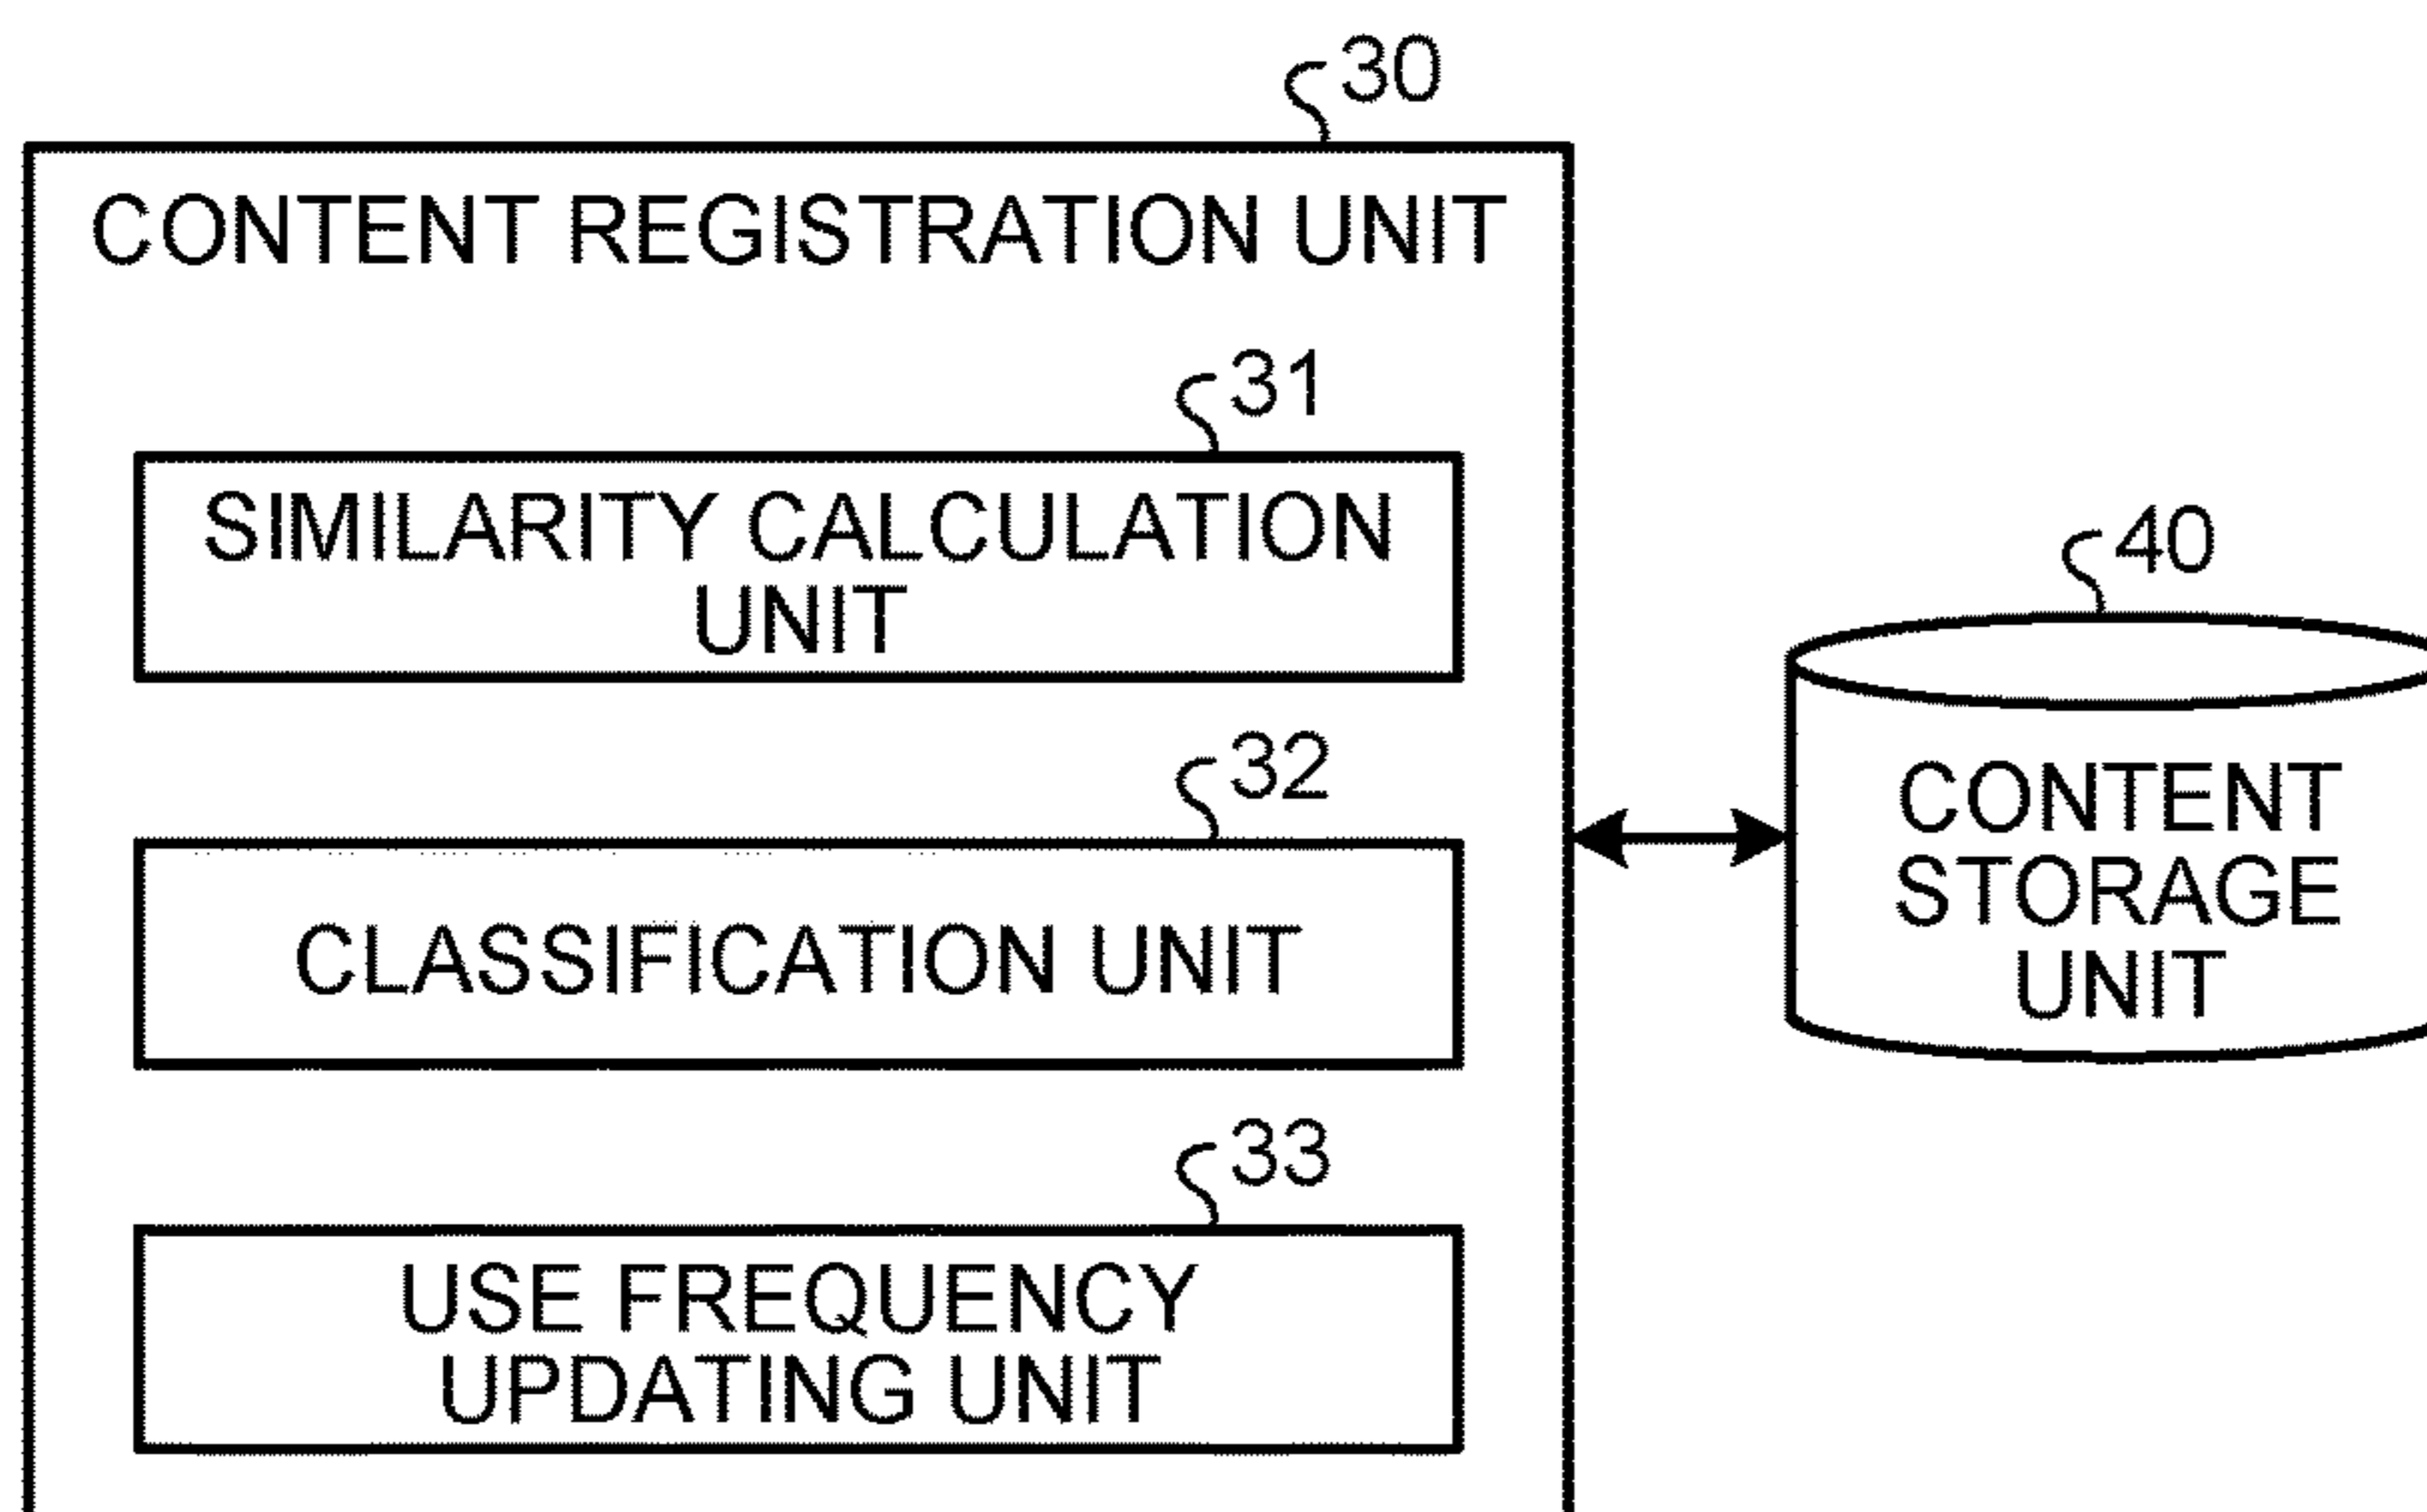 30
CONTENT REGISTRATION UNIT
31
SIMILARITY CALCULATION
UNIT
32
CLASSIFICATION UNIT
33
USE FREQUENCY
UPDATING UNIT
40
CONTENT
STORAGE
UNIT